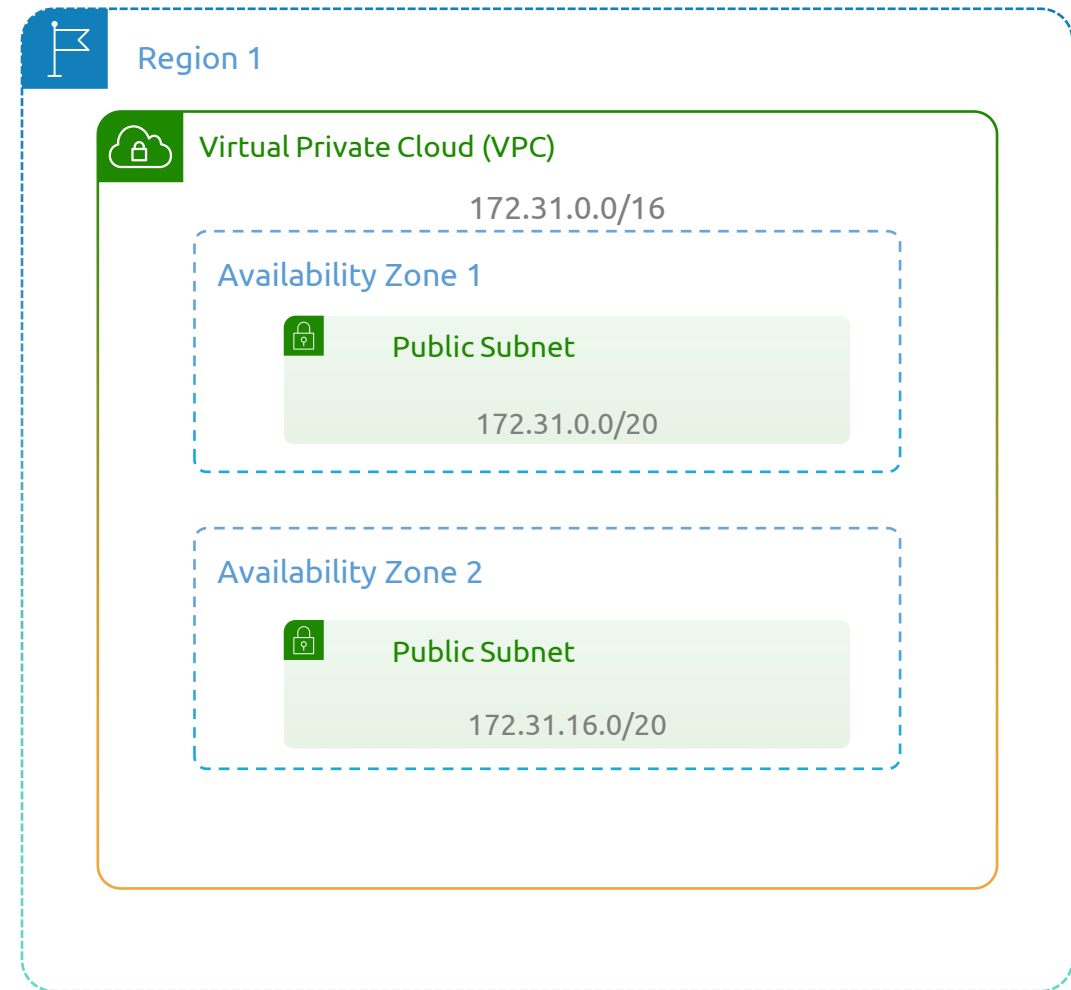 Region 1
Virtual Private Cloud (VPC)
172.31.0.0/16
Availability Zone 1
Public Subnet
172.31.0.0/20
Availability Zone 2
Public Subnet
172.31.16.0/20